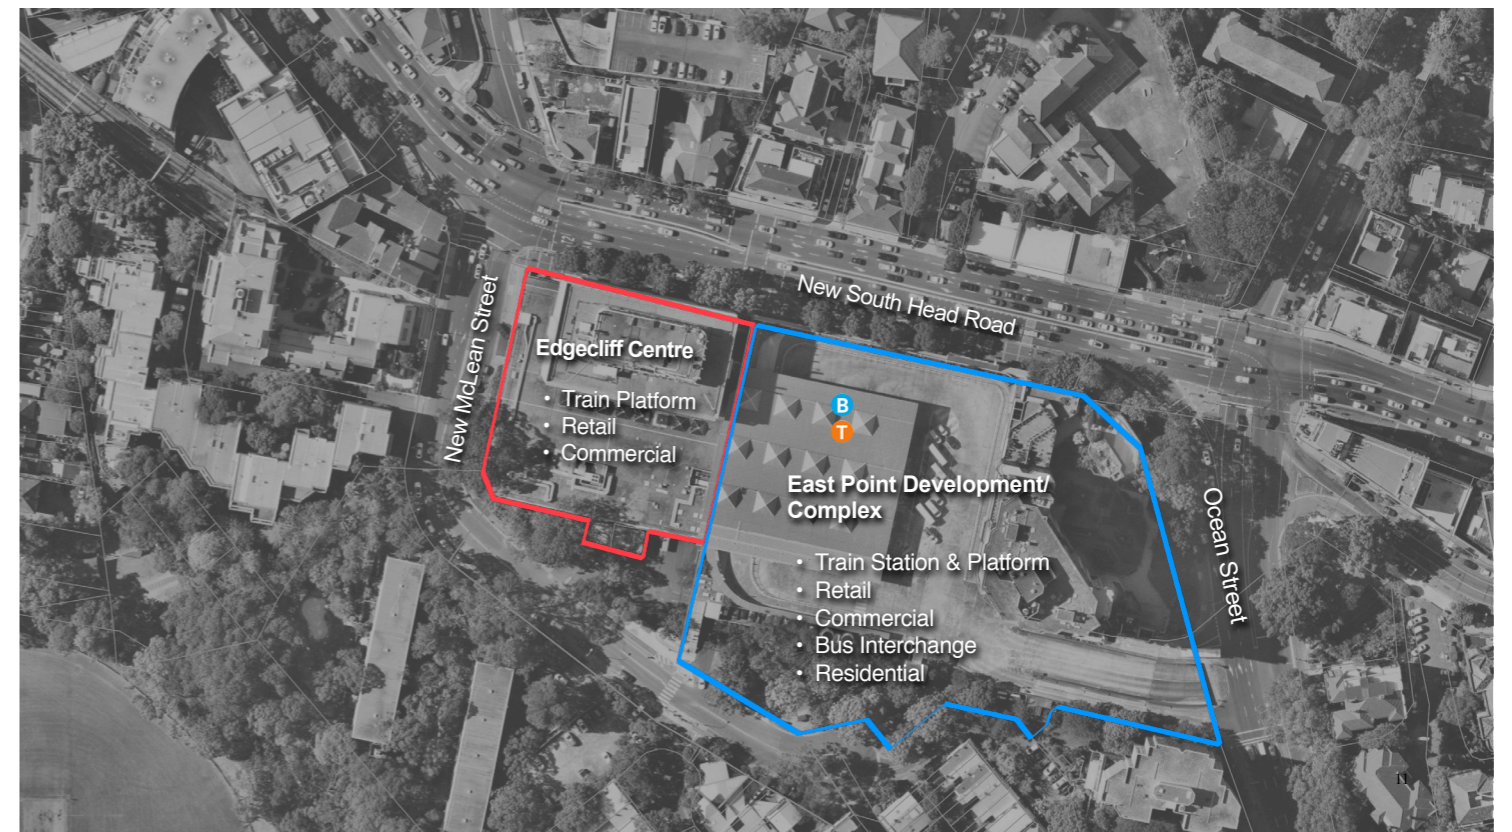 New South Head Road
New McLean Street
Edgecliff Centre
• Train Platform
• Retail
• Commercial
B
T
East Point Development/
Complex
• Train Station & Platform
• Retail
• Commercial
• Bus Interchange
• Residential
Ocean Street
11